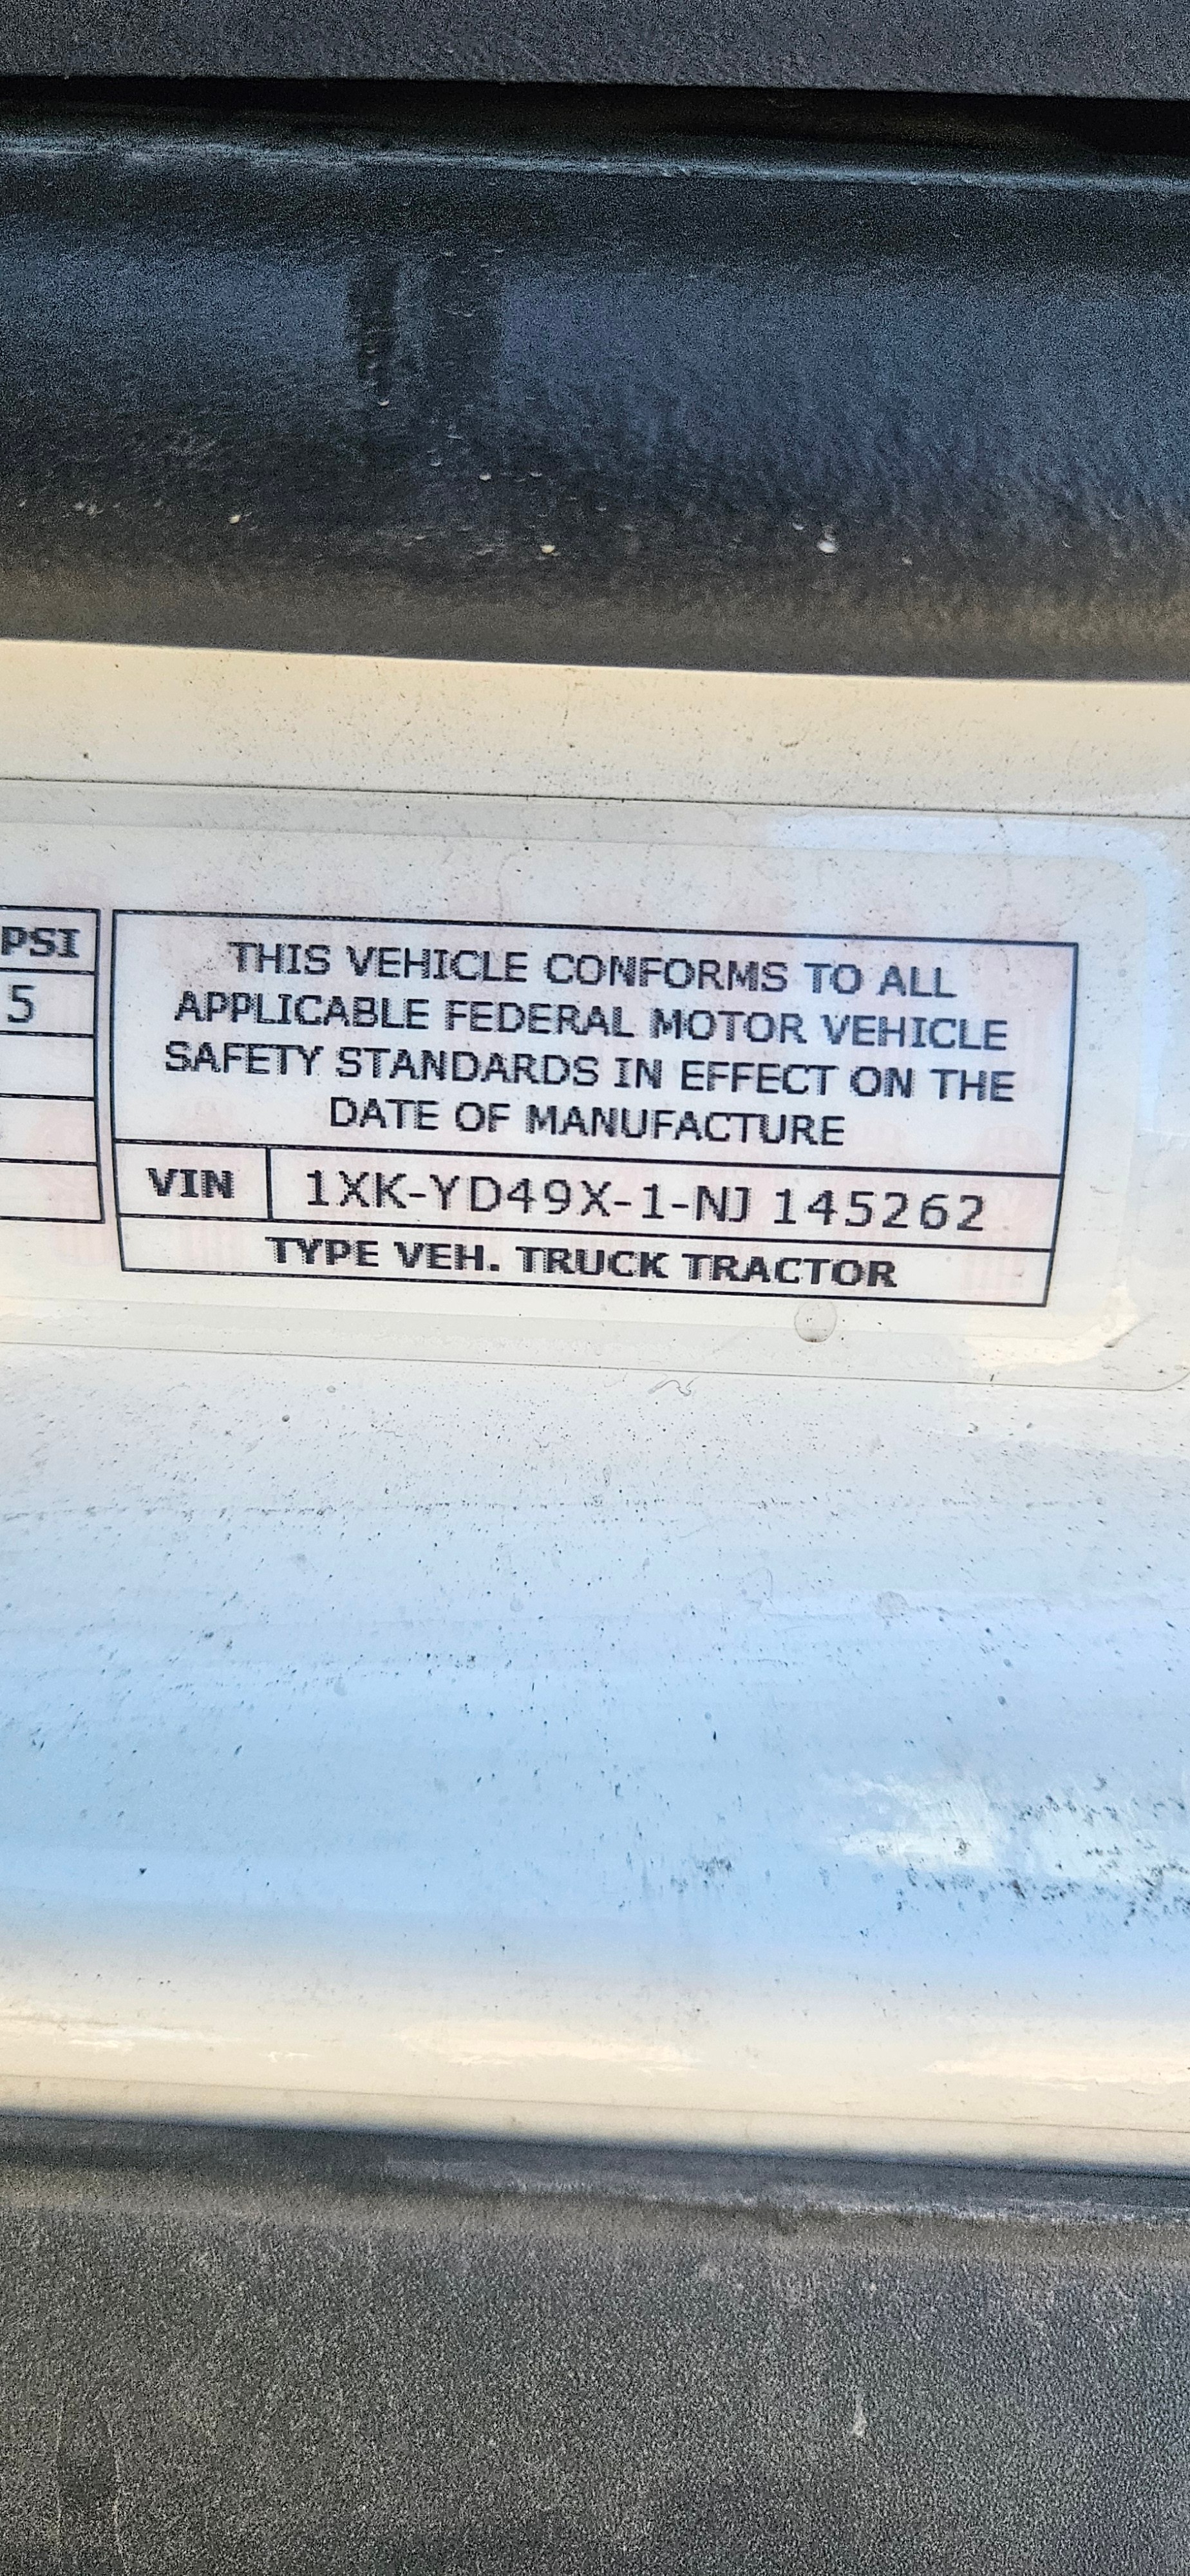 PSI
5
THIS VEHICLE CONFORMS TO ALL
APPLICABLE FEDERAL MOTOR VEHICLE
SAFETY STANDARDS IN EFFECT ON THE
DATE OF MANUFACTURE
VIN 1XK-YD49X-1-NJ 145262
TYPE VEH. TRUCK TRACTOR